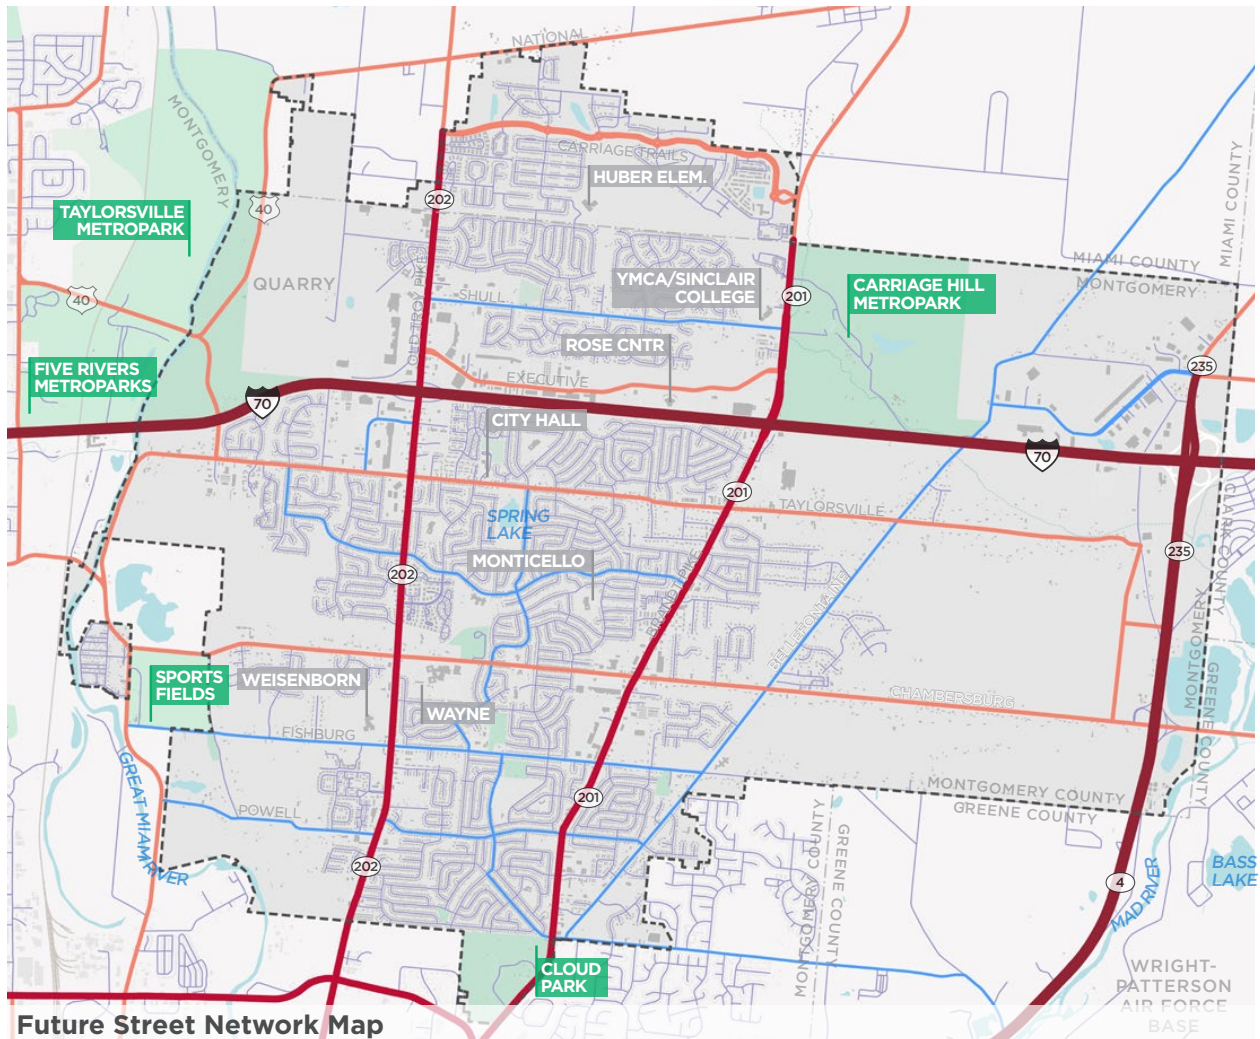 NATIONAL
MONTGOMERY
CARRIAGE TRAILS
HUBER ELEM.
202
40
TAYLORSVILLE
METROPARK
MIAMI COUNTY
MIAMI COUNTY
MONTGOMERY
QUARRY
OLD TROY PIKE
SHULL
YMCA/SINCLAIR
COLLEGE
201
CARRIAGE HILL
METROPARK
40
ROSE CNTR
FIVE RIVERS
METROPARKS
EXECUTIVE
235
70
CITY HALL
70
201
TAYLORSVILLE
SPRING
LAKE
CLARK COUNTY
MONTICELLO
202
235
BRANDT PIKE
BELLEFONTAINE
MONTGOMERY
GREENE COUNTY
SPORTS
FIELDS
WEISENBORN
WAYNE
CHAMBERSBURG
FISHBURG
GREAT MIAMI RIVER
POWELL
201
MONTGOMERY COUNTY
GREENE COUNTY
MONTGOMERY COUNTY
GREENE COUNTY
202
4
MAD RIVER
BASS
LAKE
CLOUD
PARK
WRIGHT-
PATTERSON
AIR FORCE
BASE
Future Street Network Map